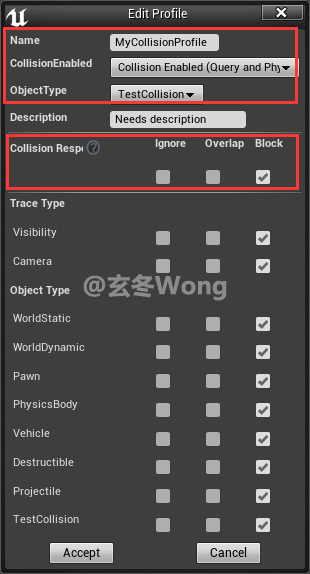 Edit Profile
Name MyCollisionProfile
CollisionEnabled Collision Enabled (Query and Phy
ObjectType TestCollision
Description Needs description
Collision Respo ? Ignore Overlap Block
Trace Type
Visibility
Camera
@玄冬Wong
Object Type
WorldStatic
WorldDynamic
Pawn
PhysicsBody
Vehicle
Destructible
Projectile
TestCollision
Accept Cancel